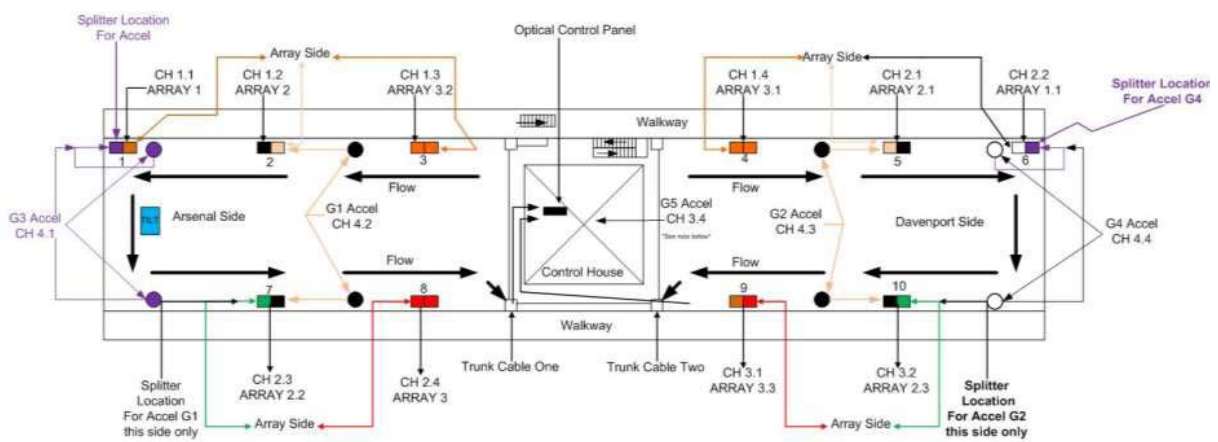 Splitter Location
For Accel
Array Side
Optical Control Panel
Array Side
CH 1.1
ARRAY 1
CH 1.2
ARRAY 2
CH 1.3
ARRAY 3.2
CH 1.4
ARRAY 3.1
CH 2.1
ARRAY 2.1
CH 2.2
ARRAY 1.1
Splitter Location
For Accel G4
Walkway
1
2
3
4
5
6
Flow
Flow
G3 Accel
CH 4.1
TILT
Arsenal Side
G1 Accel
CH 4.2
G5 Accel
CH 3.4
"See note below"
G2 Accel
CH 4.3
Davenport Side
G4 Accel
CH 4.4
Flow
Control House
Flow
7
8
9
10
Walkway
Splitter
Location
For Accel G1
this side only
CH 2.3
ARRAY 2.2
CH 2.4
ARRAY 3
Trunk Cable One
Trunk Cable Two
CH 3.1
ARRAY 3.3
CH 3.2
ARRAY 2.3
Splitter
Location
For Accel G2
this side only
Array Side
Array Side